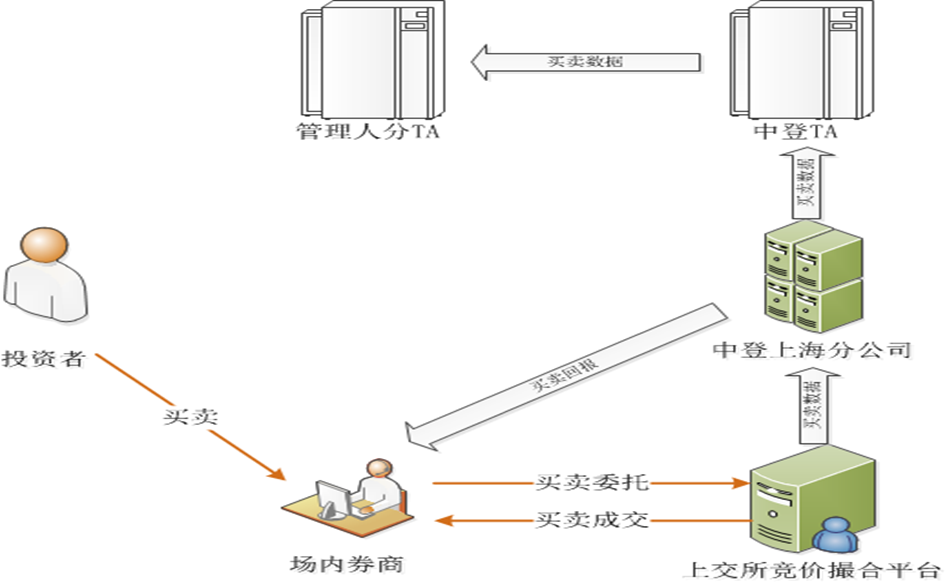 买卖数据
管理人分TA
中登TA
买卖数据
中登上海分公司
投资者
买卖回报
买卖数据
买卖
买卖委托
买卖成交
场内券商
上交所竞价撮合平台